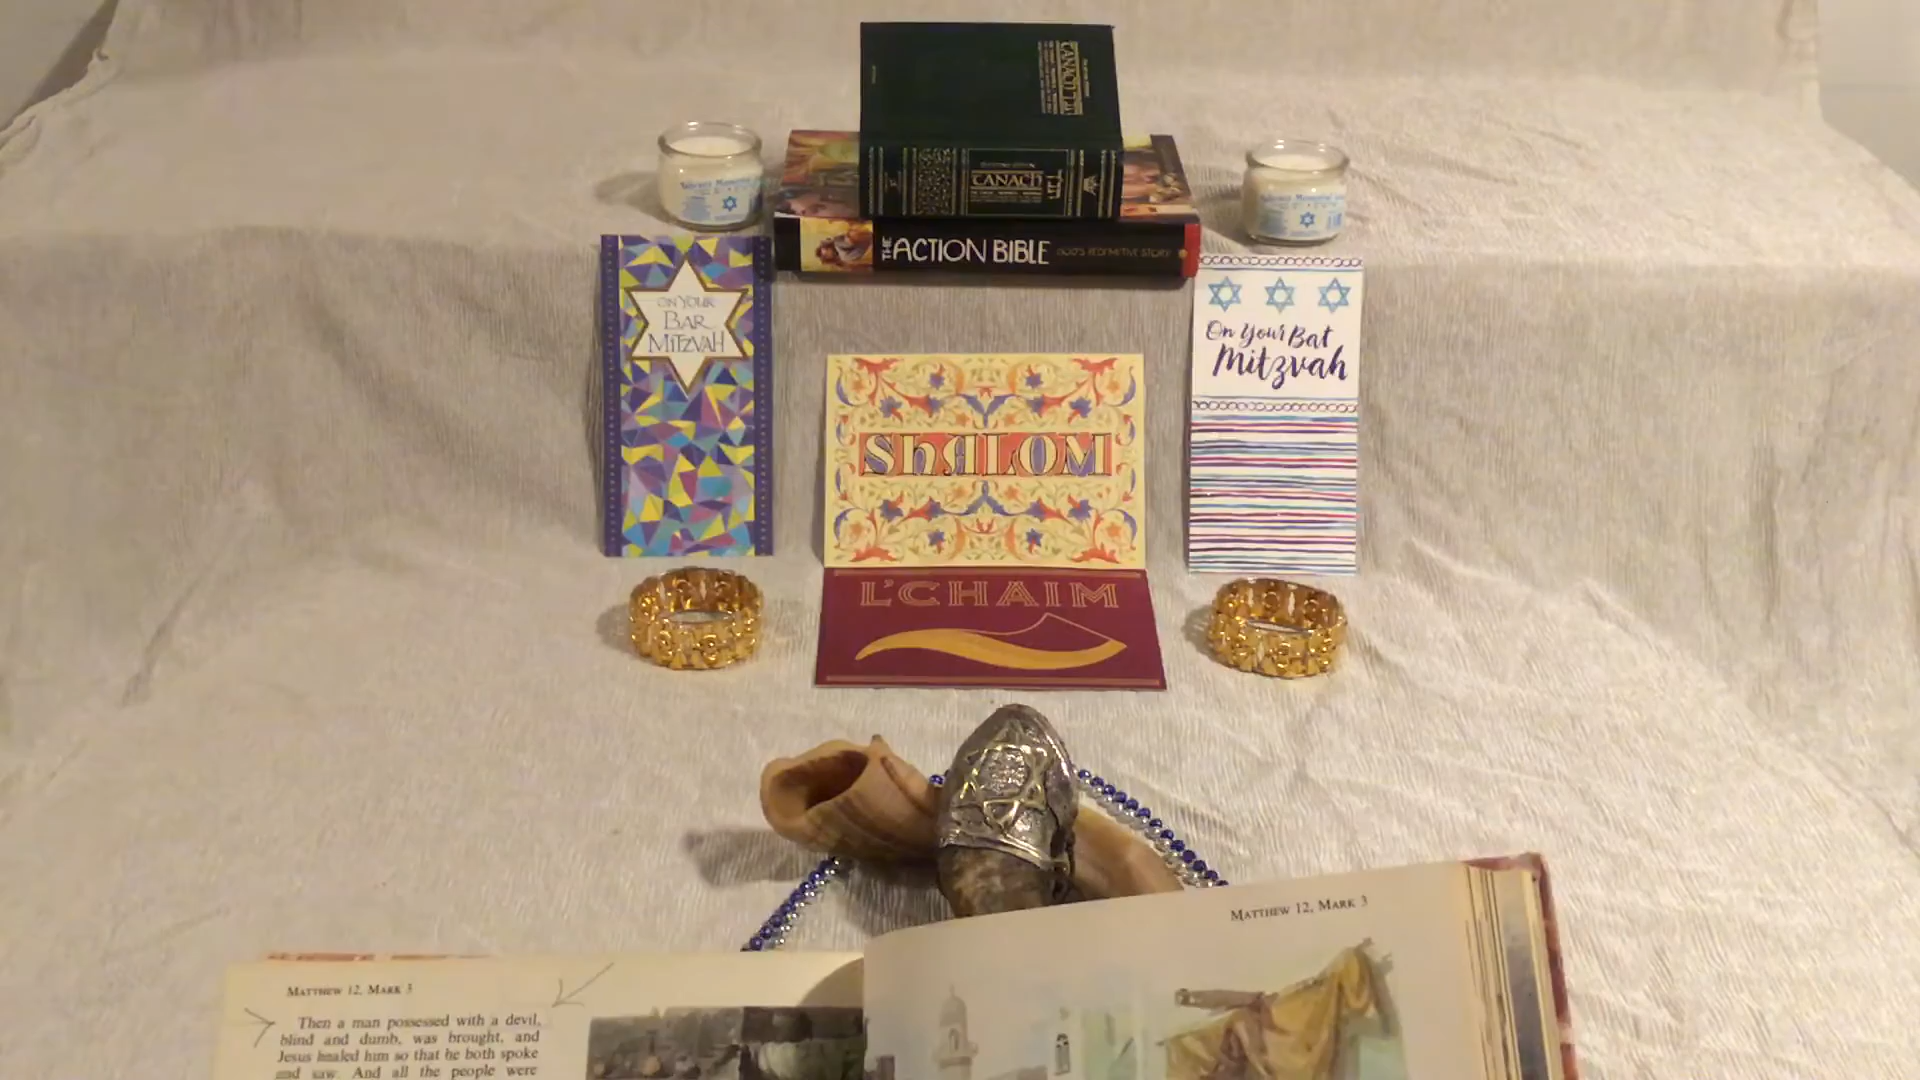 TANACH
THE ACTION BIBLE GOD'S REDEMPTIVE STORY
ON YOUR
BAR
MITZVAH
On Your Bat
Mitzvah
SHALOM
L'CHAIM
MATTHEW 12, MARK 3
MATTHEW 12, MARK 3
Then a man possessed with a devil,
blind and dumb, was brought, and
Jesus healed him so that he both spoke
and saw. And all the people were